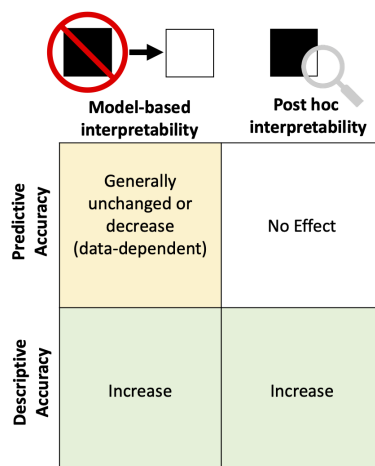 Model-based
interpretability
Post hoc
interpretability
Predictive
Accuracy
Generally
unchanged or
decrease
(data-dependent)
No Effect
Descriptive
Accuracy
Increase
Increase